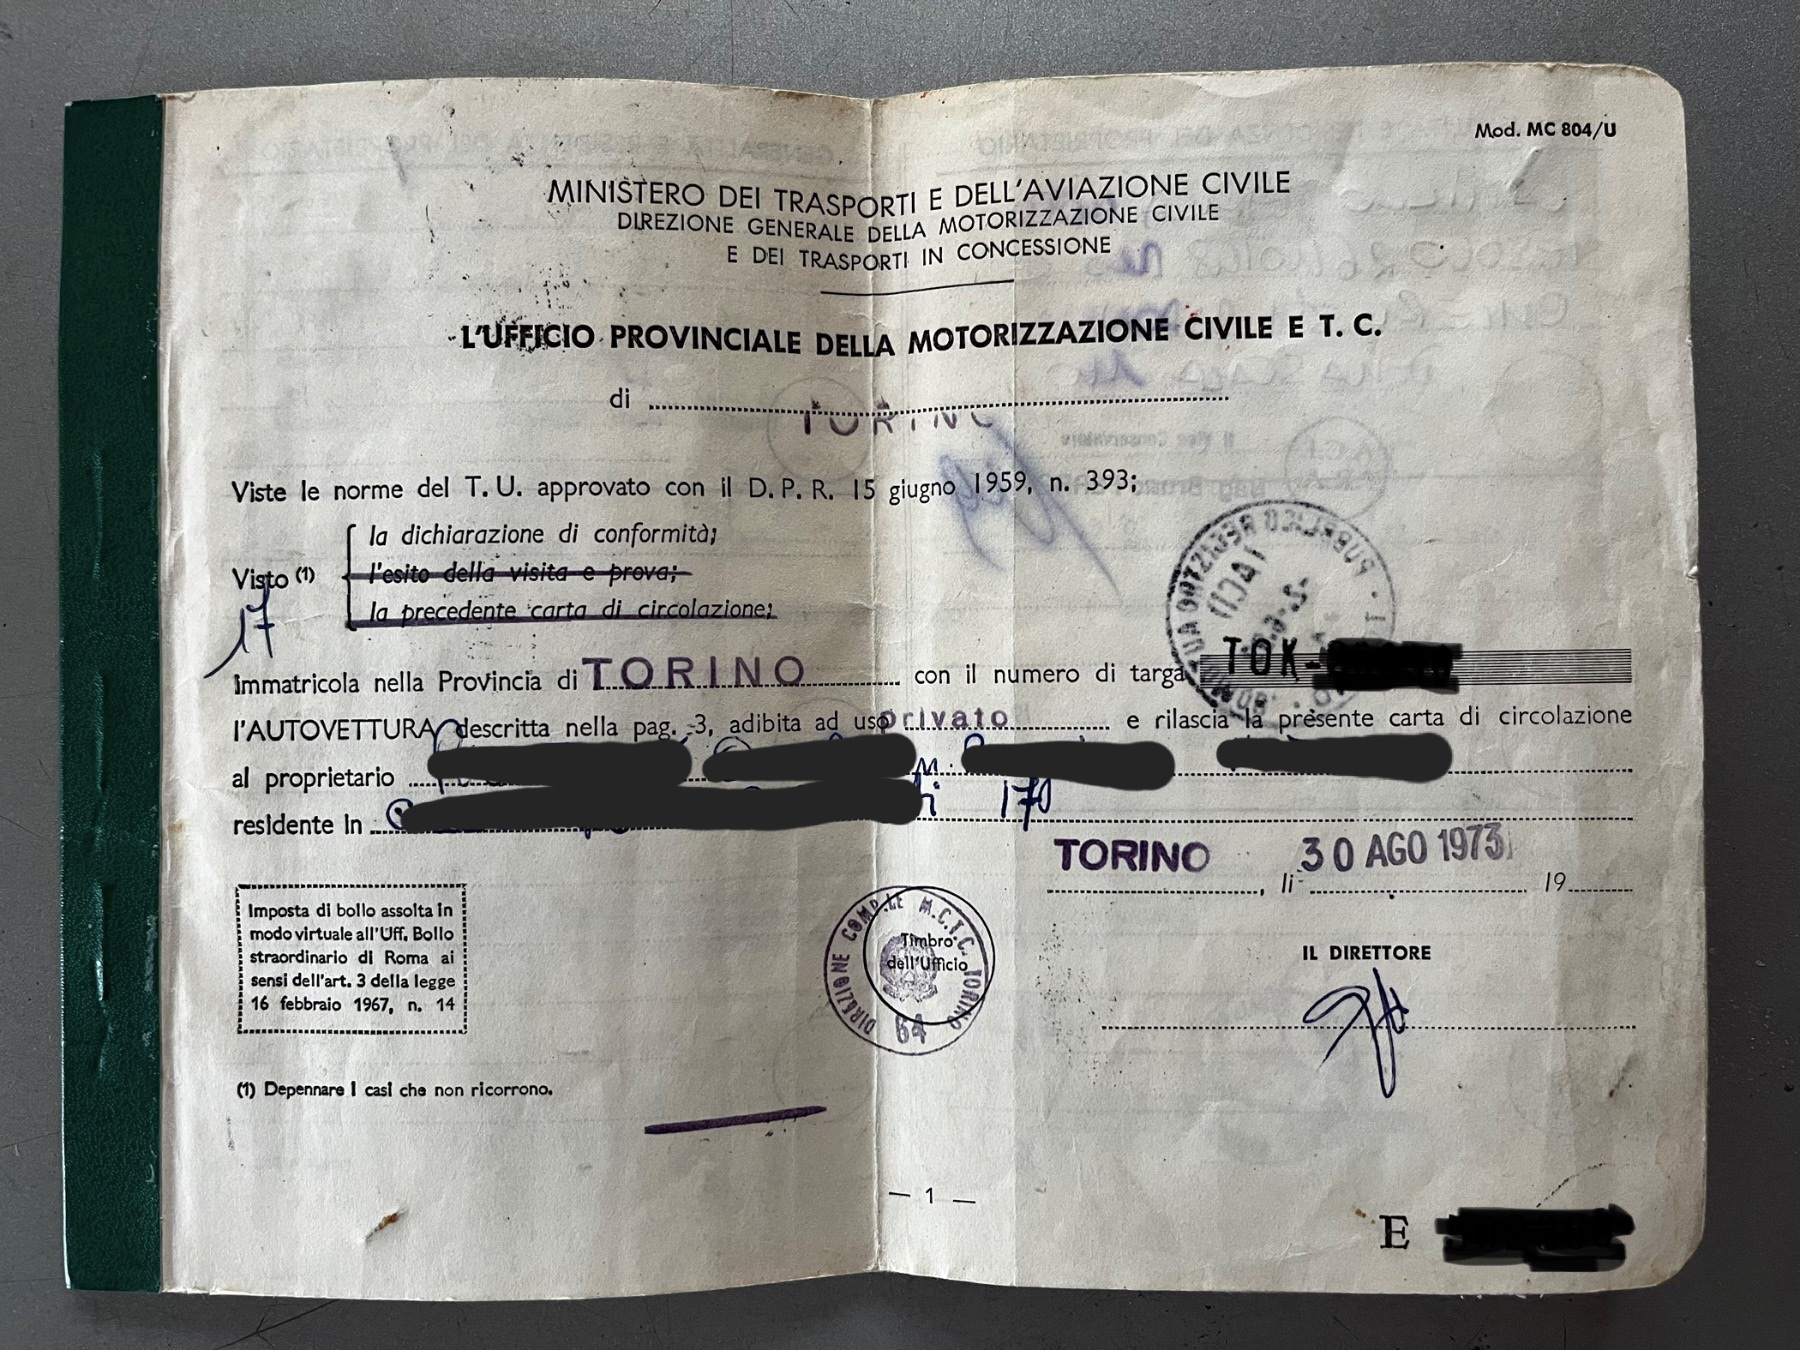 Mod. MC 804/U
MINISTERO DEI TRASPORTI E DELL'AVIAZIONE CIVILE
DIREZIONE GENERALE DELLA MOTORIZZAZIONE CIVILE
E DEI TRASPORTI IN CONCESSIONE
L'UFFICIO PROVINCIALE DELLA MOTORIZZAZIONE CIVILE E T. C.
di TORINO
Viste le norme del T. U. approvato con il D. P. R. 15 giugno 1959, n. 393;
la dichiarazione di conformità;
Visto (1) l'esito della visita e prova;
la precedente carta di circolazione;
17
Immatricola nella Provincia di TORINO con il numero di targa TOK-
l'AUTOVETTURA descritta nella pag. 3, adibita ad uso privato e rilascia la presente carta di circolazione
al proprietario
residente in 170
TORINO, li 30 AGO 1973 19
Imposta di bollo assolta in
modo virtuale all'Uff. Bollo
straordinario di Roma ai
sensi dell'art. 3 della legge
16 febbraio 1967, n. 14
DIREZIONE COMP.LE M.C.T.C. TORINO
Timbro
dell'Ufficio
64
IL DIRETTORE
(1) Depennare i casi che non ricorrono.
— 1 —
E